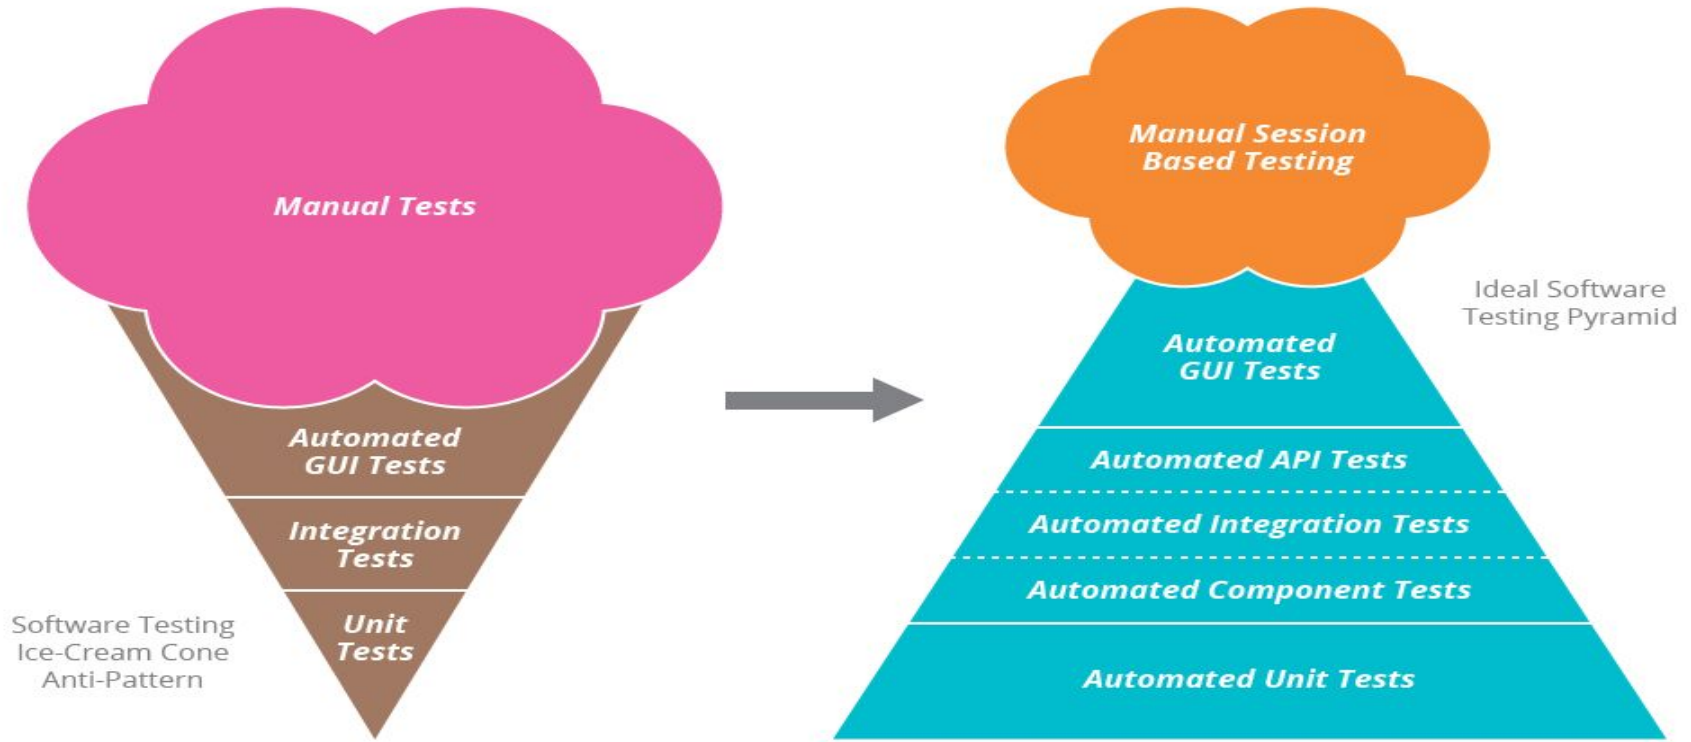 Manual Tests
Automated
GUI Tests
Integration
Tests
Unit
Tests
Software Testing
Ice-Cream Cone
Anti-Pattern
Manual Session
Based Testing
Ideal Software
Testing Pyramid
Automated
GUI Tests
Automated API Tests
Automated Integration Tests
Automated Component Tests
Automated Unit Tests